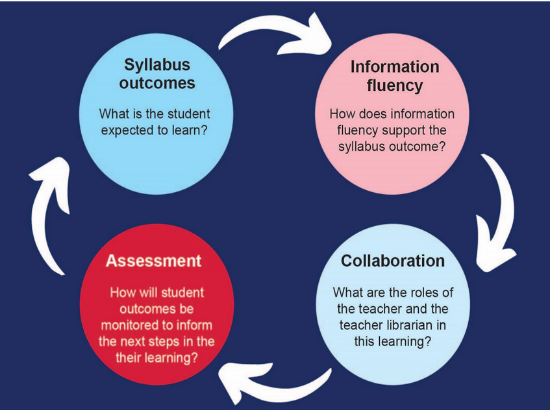 Syllabus
outcomes
What is the student
expected to learn?
Information
fluency
How does information
fluency support the
syllabus outcome?
Collaboration
What are the roles of
the teacher and the
teacher librarian in
this learning?
Assessment
How will student
outcomes be
monitored to inform
the next steps in the
their learning?